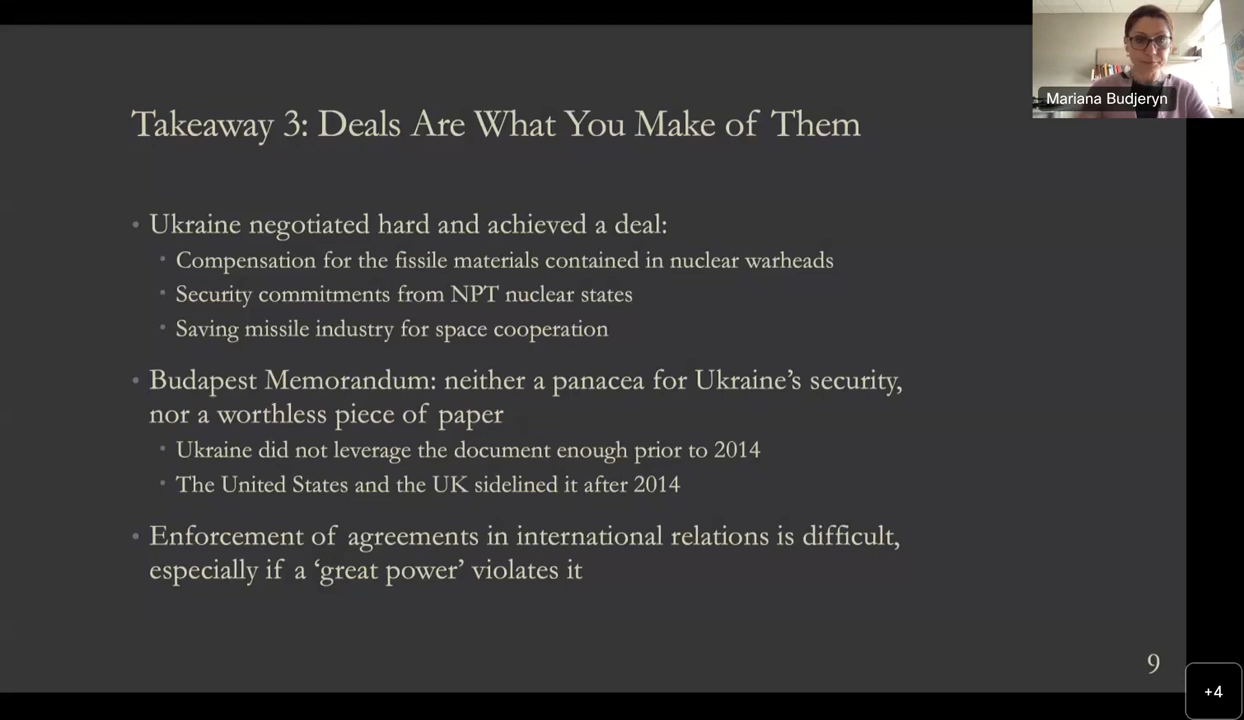 Mariana Budjeryn
Takeaway 3: Deals Are What You Make of Them
• Ukraine negotiated hard and achieved a deal:
• Compensation for the fissile materials contained in nuclear warheads
• Security commitments from NPT nuclear states
• Saving missile industry for space cooperation
• Budapest Memorandum: neither a panacea for Ukraine’s security,
nor a worthless piece of paper
• Ukraine did not leverage the document enough prior to 2014
• The United States and the UK sidelined it after 2014
• Enforcement of agreements in international relations is difficult,
especially if a ‘great power’ violates it
9
+4